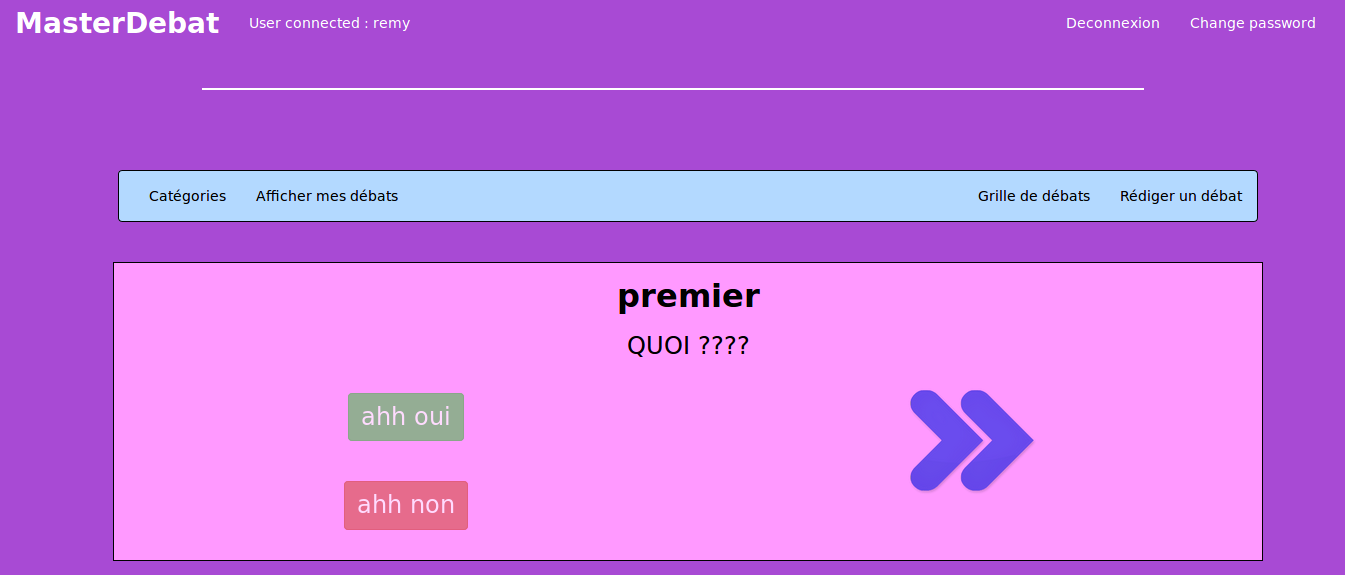 MasterDebat User connected : remy Deconnexion Change password
Catégories Afficher mes débats Grille de débats Rédiger un débat
premier
QUOI ????
ahh oui
ahh non